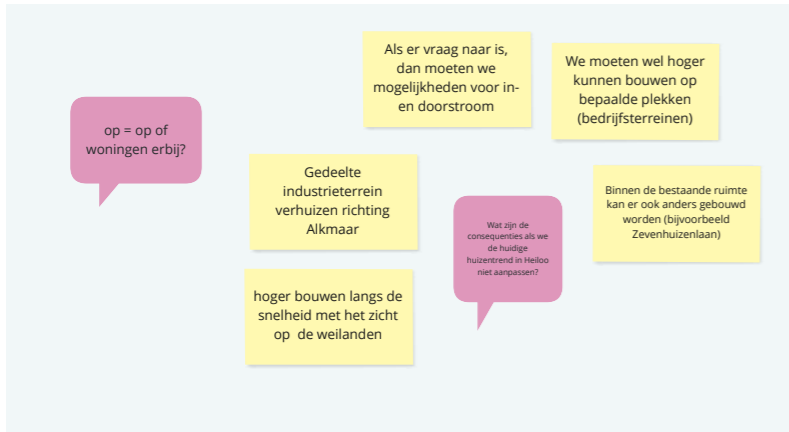 Als er vraag naar is,
dan moeten we
mogelijkheden voor in-
en doorstroom
We moeten wel hoger
kunnen bouwen op
bepaalde plekken
(bedrijfsterreinen)
op = op of
woningen erbij?
Gedeelte
industrieterrein
verhuizen richting
Alkmaar
Binnen de bestaande ruimte
kan er ook anders gebouwd
worden (bijvoorbeeld
Zevenhuizenlaan)
Wat zijn de
consequenties als we
de huidige
huizentrend in Heiloo
niet aanpassen?
hoger bouwen langs de
snelheid met het zicht
op de weilanden